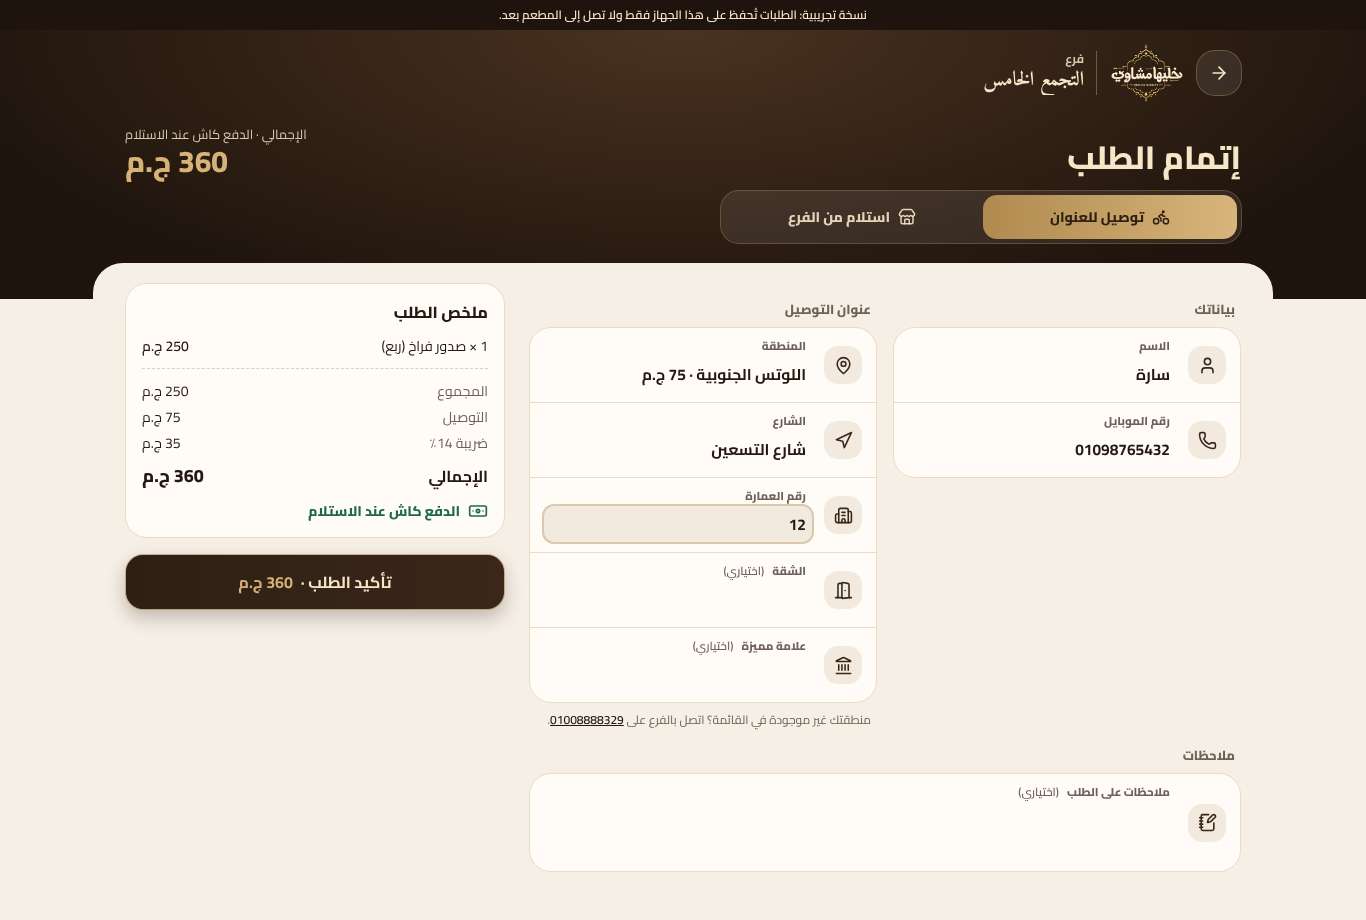 نسخة تجريبية: الطلبات تُحفظ على هذا الجهاز فقط ولا تصل إلى المطعم بعد.
خليها مشاوي
فرع
التجمع الخامس
إتمام الطلب
الإجمالي · الدفع كاش عند الاستلام
360 ج.م
توصيل للعنوان
استلام من الفرع
بياناتك
الاسم
سارة
رقم الموبايل
01098765432
عنوان التوصيل
المنطقة
اللوتس الجنوبية · 75 ج.م
الشارع
شارع التسعين
رقم العمارة
12
الشقة (اختياري)
علامة مميزة (اختياري)
منطقتك غير موجودة في القائمة؟ اتصل بالفرع على 01008888329.
ملاحظات
ملاحظات على الطلب (اختياري)
ملخص الطلب
1 × صدور فراخ (ربع) 250 ج.م
المجموع 250 ج.م
التوصيل 75 ج.م
ضريبة 14٪ 35 ج.م
الإجمالي 360 ج.م
الدفع كاش عند الاستلام
تأكيد الطلب · 360 ج.م